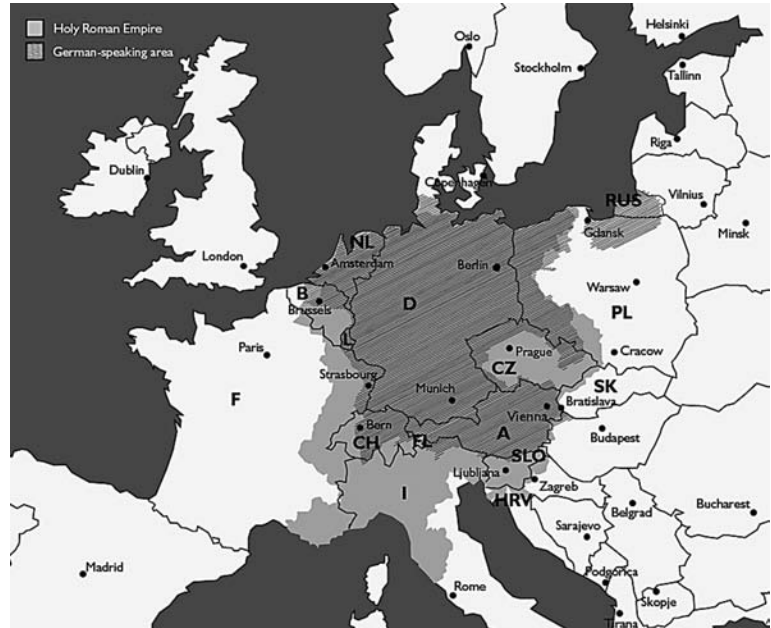 Holy Roman Empire
German-speaking area
Helsinki
Oslo
Tallinn
Stockholm
Riga
Dublin
Copenhagen
RUS
Vilnius
Gdansk
Minsk
NL
London
Amsterdam
Berlin
B
Warsaw
Brussels
D
PL
L
Paris
Prague
Cracow
CZ
Strasbourg
SK
F
Munich
Vienna
Bratislava
Bern
A
Budapest
CH
FL
SLO
Ljubljana
Zagreb
I
HRV
Belgrad
Bucharest
Sarajevo
Madrid
Podgorica
Rome
Skopje
Tirana